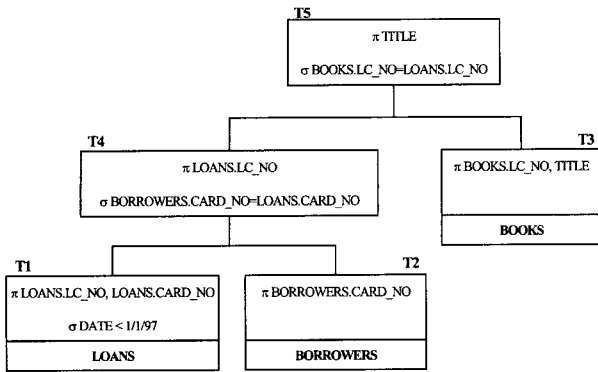 T5
π TITLE
σ BOOKS.LC_NO=LOANS.LC_NO
T4
π LOANS.LC_NO
σ BORROWERS.CARD_NO=LOANS.CARD_NO
T3
π BOOKS.LC_NO, TITLE
BOOKS
T1
π LOANS.LC_NO, LOANS.CARD_NO
σ DATE < 1/1/97
LOANS
T2
π BORROWERS.CARD_NO
BORROWERS